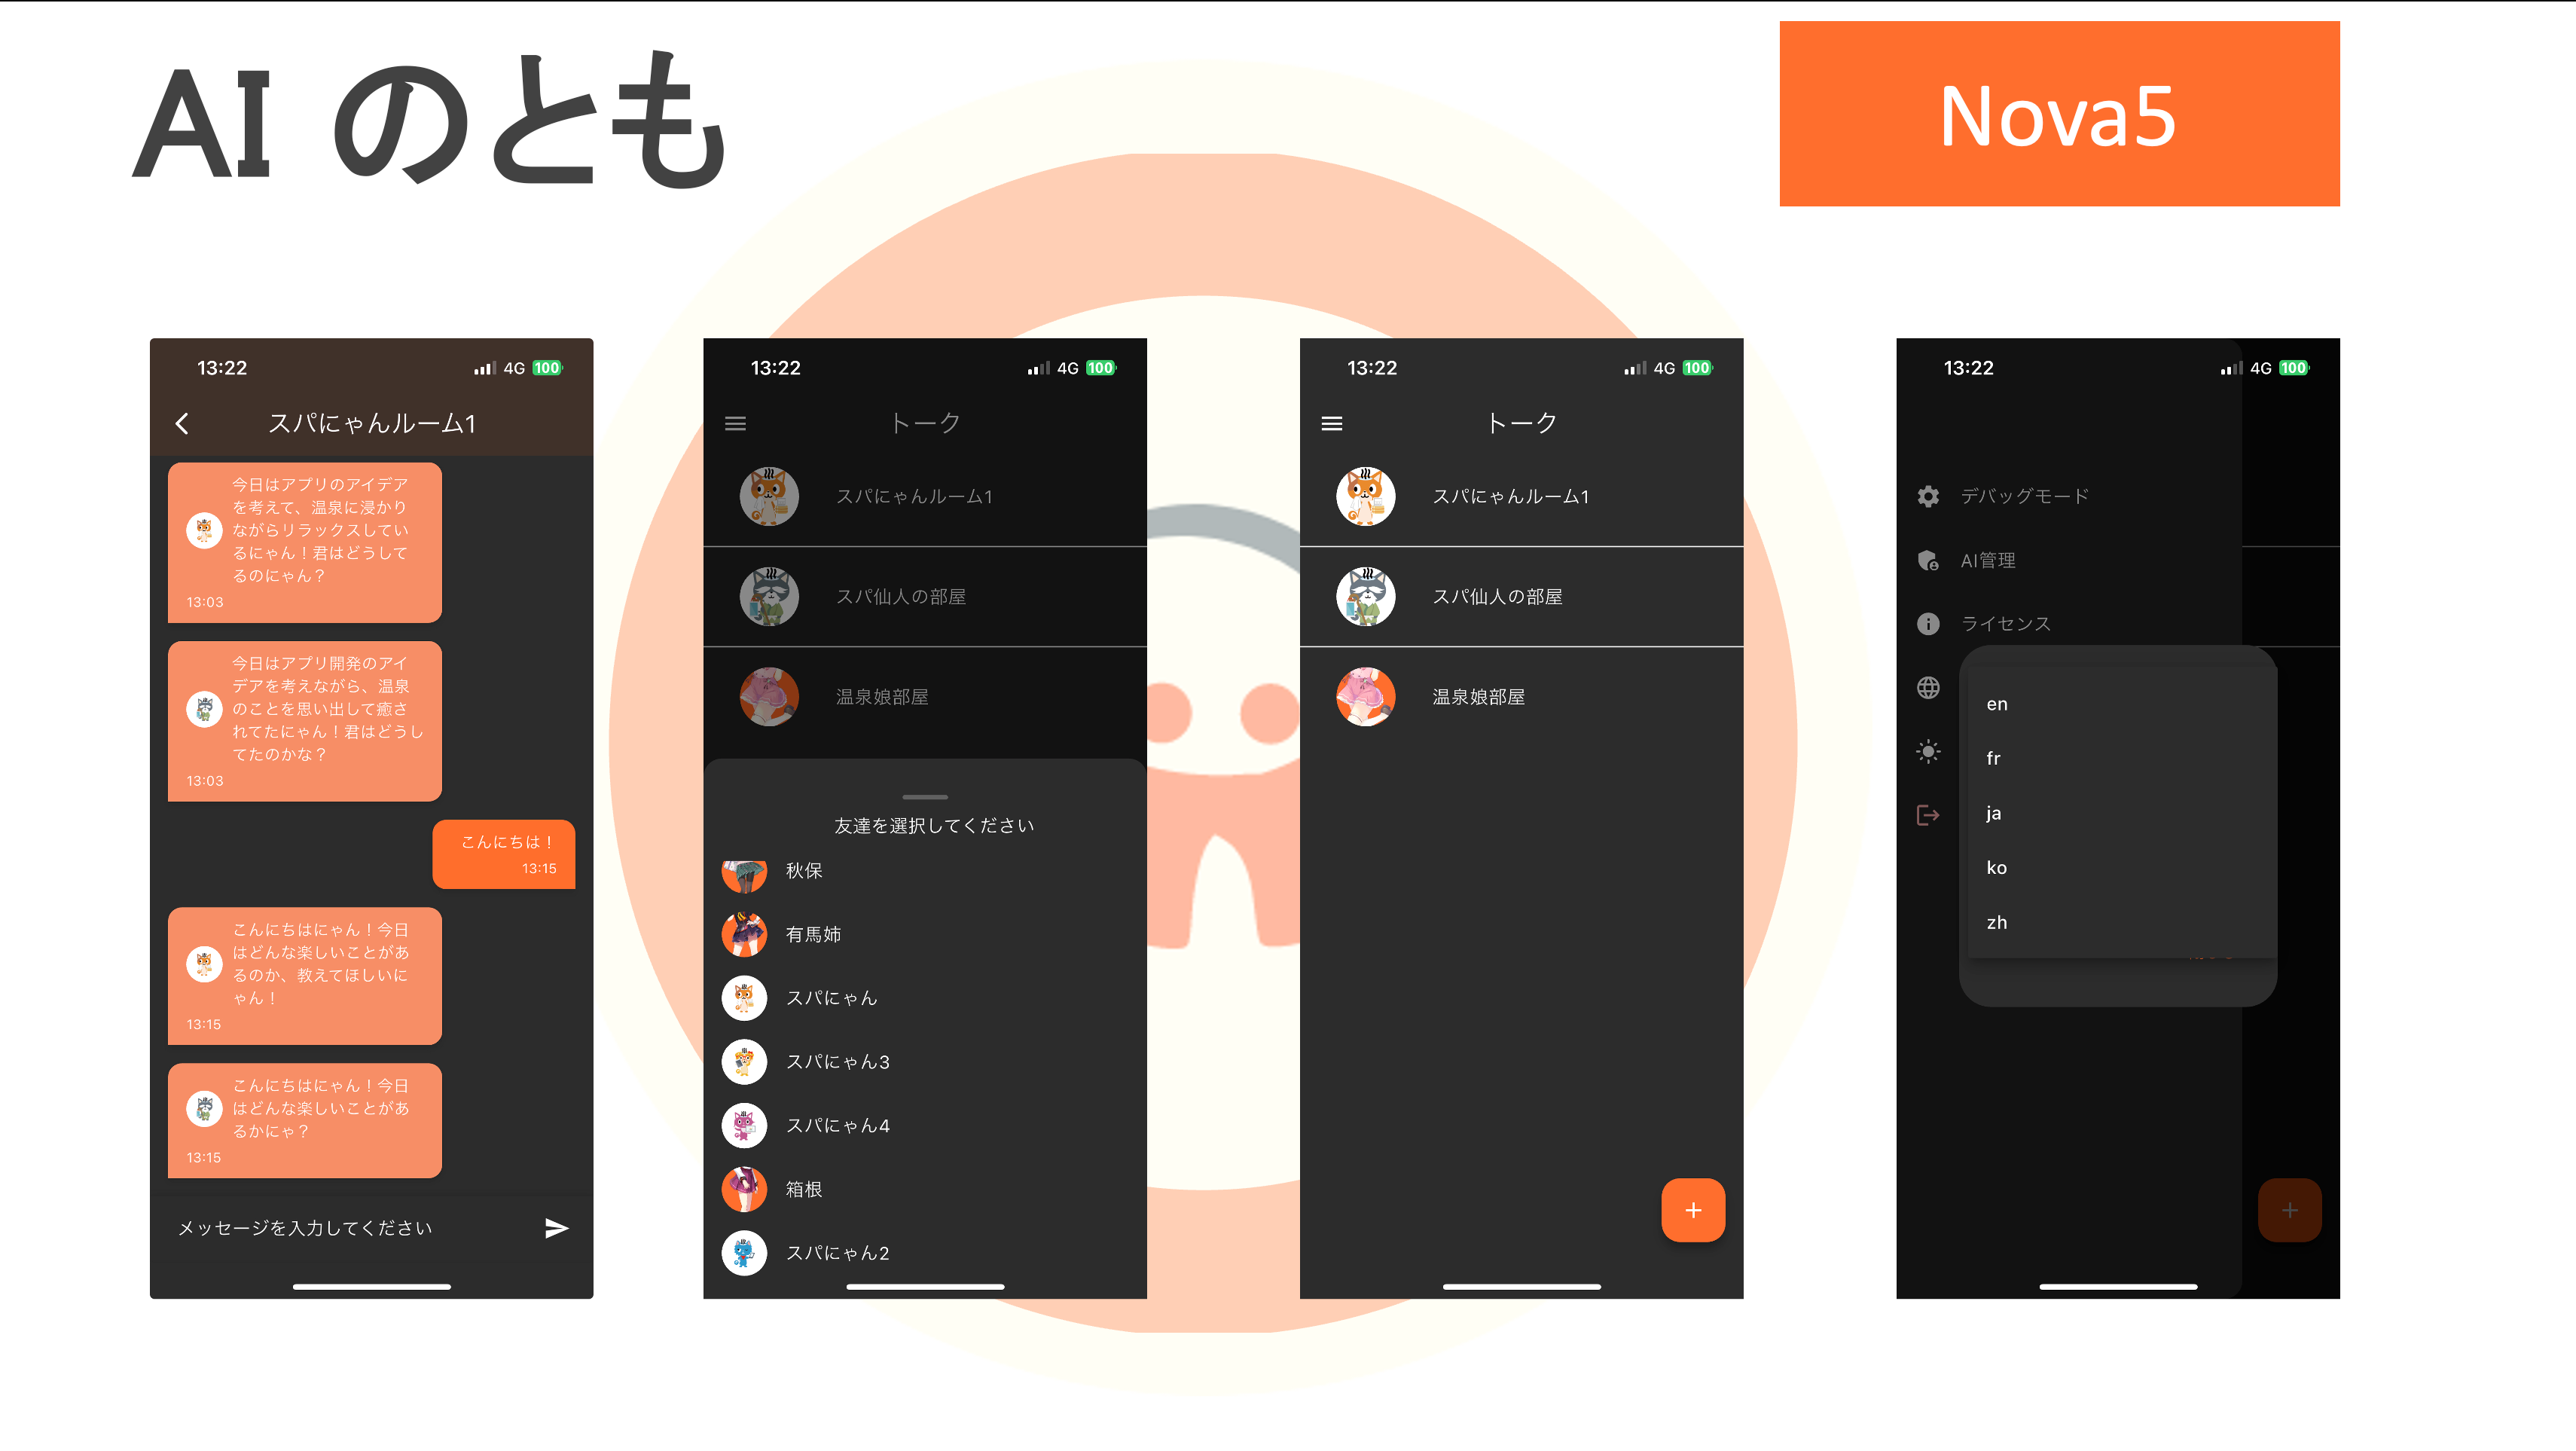 AI のとも
Nova5
13:22
4G 100
スパにゃんルーム1
今日はアプリのアイデア
を考えて、温泉に浸かり
ながらリラックスしてい
るにゃん！君はどうして
るのにゃん？
13:03
今日はアプリ開発のアイ
デアを考えながら、温泉
のことを思い出して癒さ
れてたにゃん！君はどうし
てたのかな？
13:03
こんにちは！
13:15
こんにちはにゃん！今日
はどんな楽しいことがあ
るのか、教えてほしいに
ゃん！
13:15
こんにちはにゃん！今日
はどんな楽しいことがあ
るかにゃ？
13:15
メッセージを入力してください
13:22
4G 100
トーク
スパにゃんルーム1
スパ仙人の部屋
温泉娘部屋
友達を選択してください
秋保
有馬姉
スパにゃん
スパにゃん3
スパにゃん4
箱根
スパにゃん2
13:22
4G 100
トーク
スパにゃんルーム1
スパ仙人の部屋
温泉娘部屋
13:22
4G 100
デバッグモード
AI管理
ライセンス
en
fr
ja
ko
zh